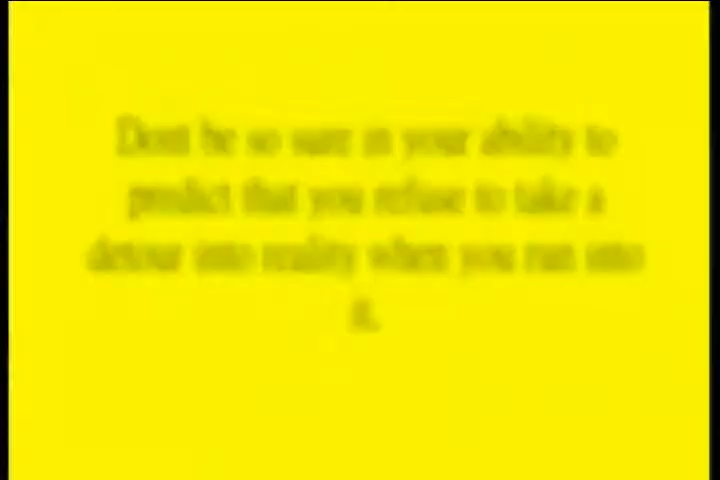 Dont be so sure in your ability to
predict that you refuse to take a
detour into reality when you run into
it.